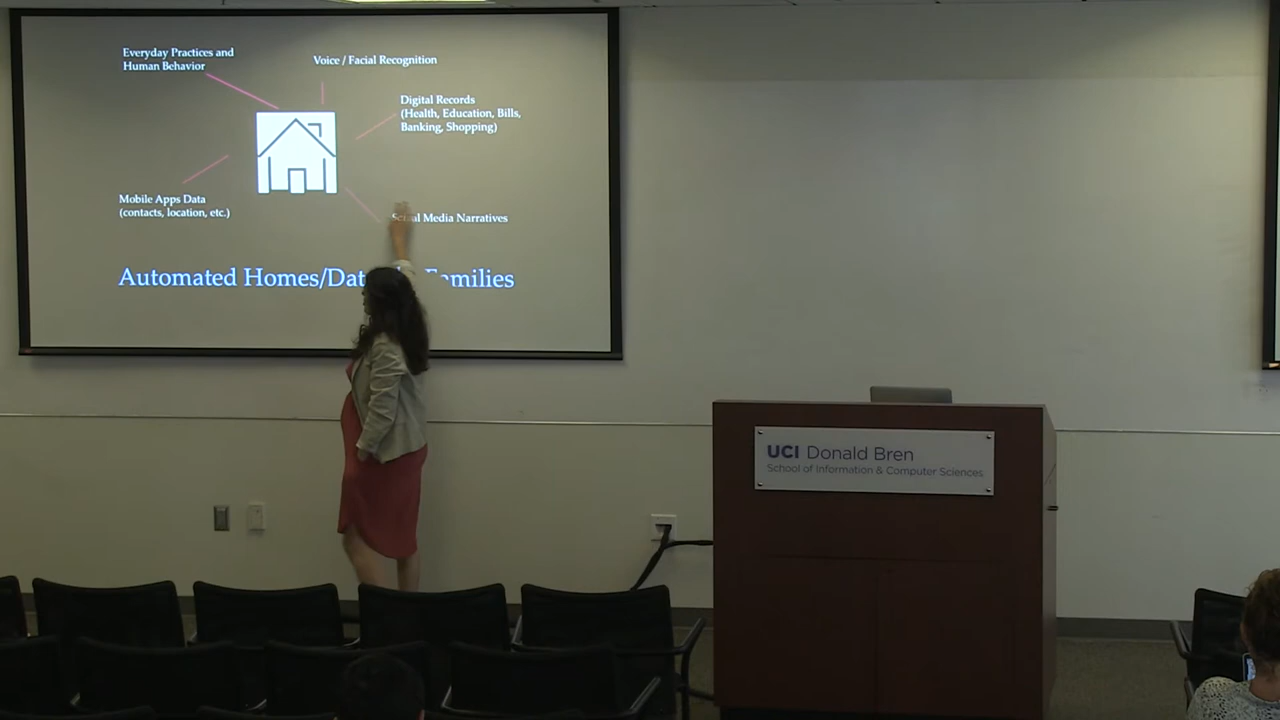 Everyday Practices and
Human Behavior
Voice / Facial Recognition
Digital Records
(Health, Education, Bills,
Banking, Shopping)
Mobile Apps Data
(contacts, location, etc.)
Media Narratives
Automated Homes/ Families
UCI Donald Bren
School of Information & Computer Sciences